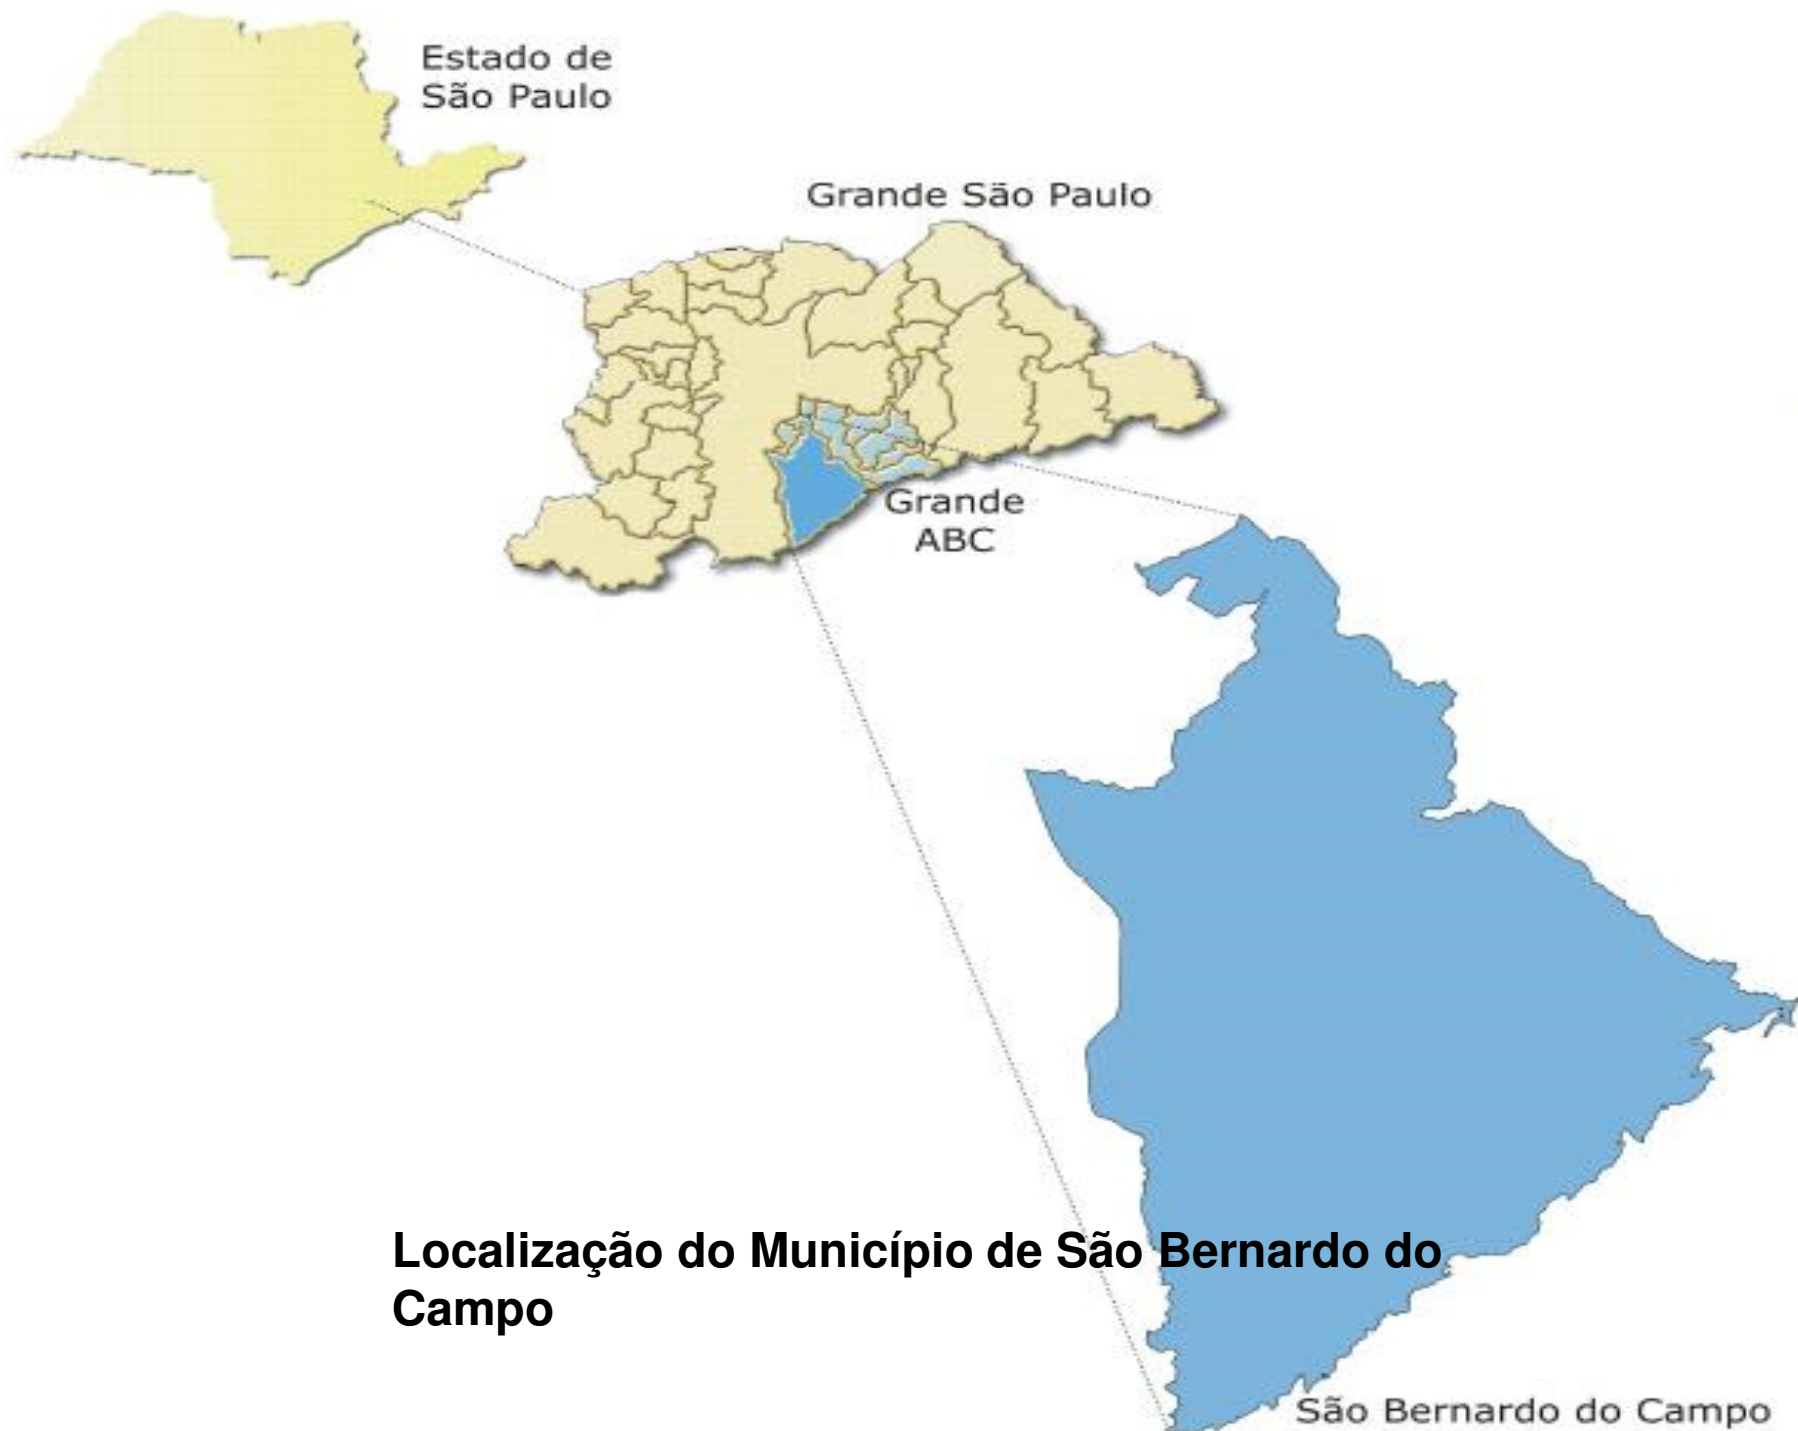 Estado de
São Paulo
Grande São Paulo
Grande
ABC
Localização do Município de São Bernardo do
Campo
São Bernardo do Campo